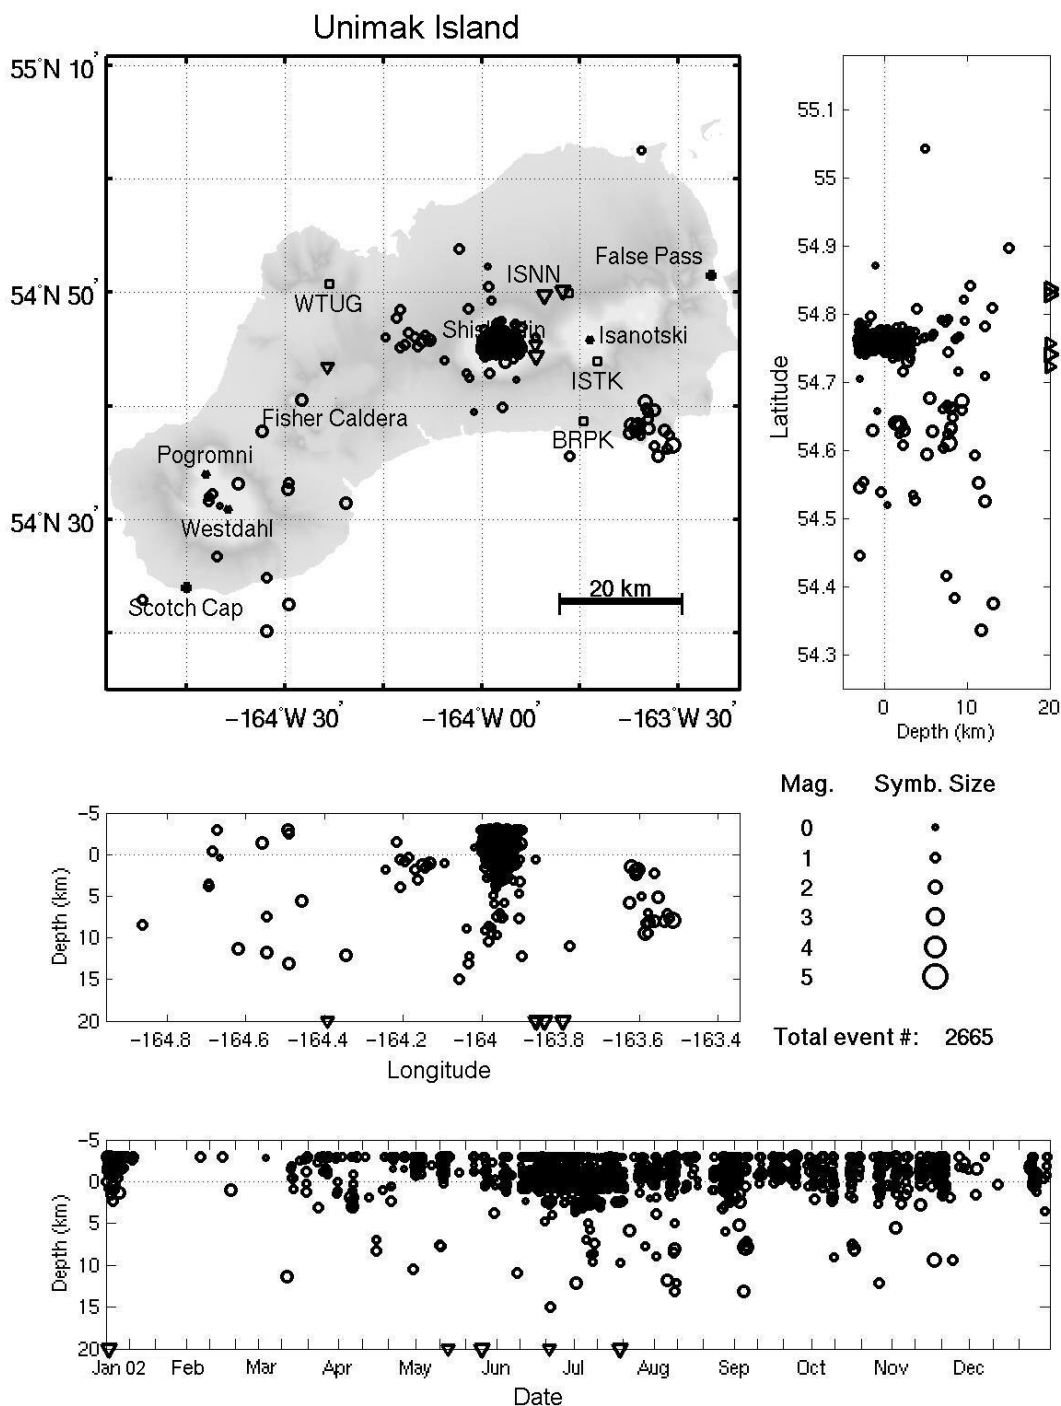 Unimak Island
55°N 10'
54°N 50'
54°N 30'
WTUG
ISNN
False Pass
Isanotski
ISTK
Fisher Caldera
BRPK
Pogromni
Westdahl
Scotch Cap
20 km
-164°W 30'
-164°W 00'
-163°W 30'
55.1
55
54.9
54.8
54.7
54.6
54.5
54.4
54.3
Latitude
0 10 20
Depth (km)
Mag. Symb. Size
0
1
2
3
4
5
Total event #: 2665
-5
0
5
10
15
20
Depth (km)
-164.8 -164.6 -164.4 -164.2 -164 -163.8 -163.6 -163.4
Longitude
-5
0
5
10
15
20
Depth (km)
Jan 02 Feb Mar Apr May Jun Jul Aug Sep Oct Nov Dec
Date